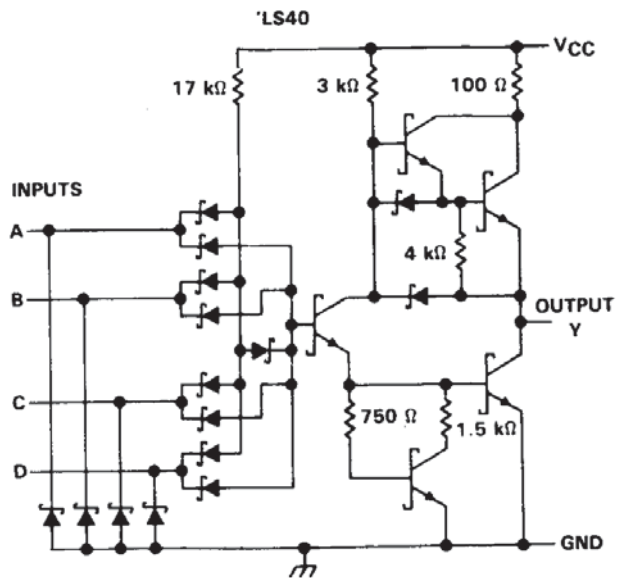 'LS40
VCC
17 kΩ
3 kΩ
100 Ω
INPUTS
A
B
4 kΩ
OUTPUT
Y
C
750 Ω
1.5 kΩ
D
GND